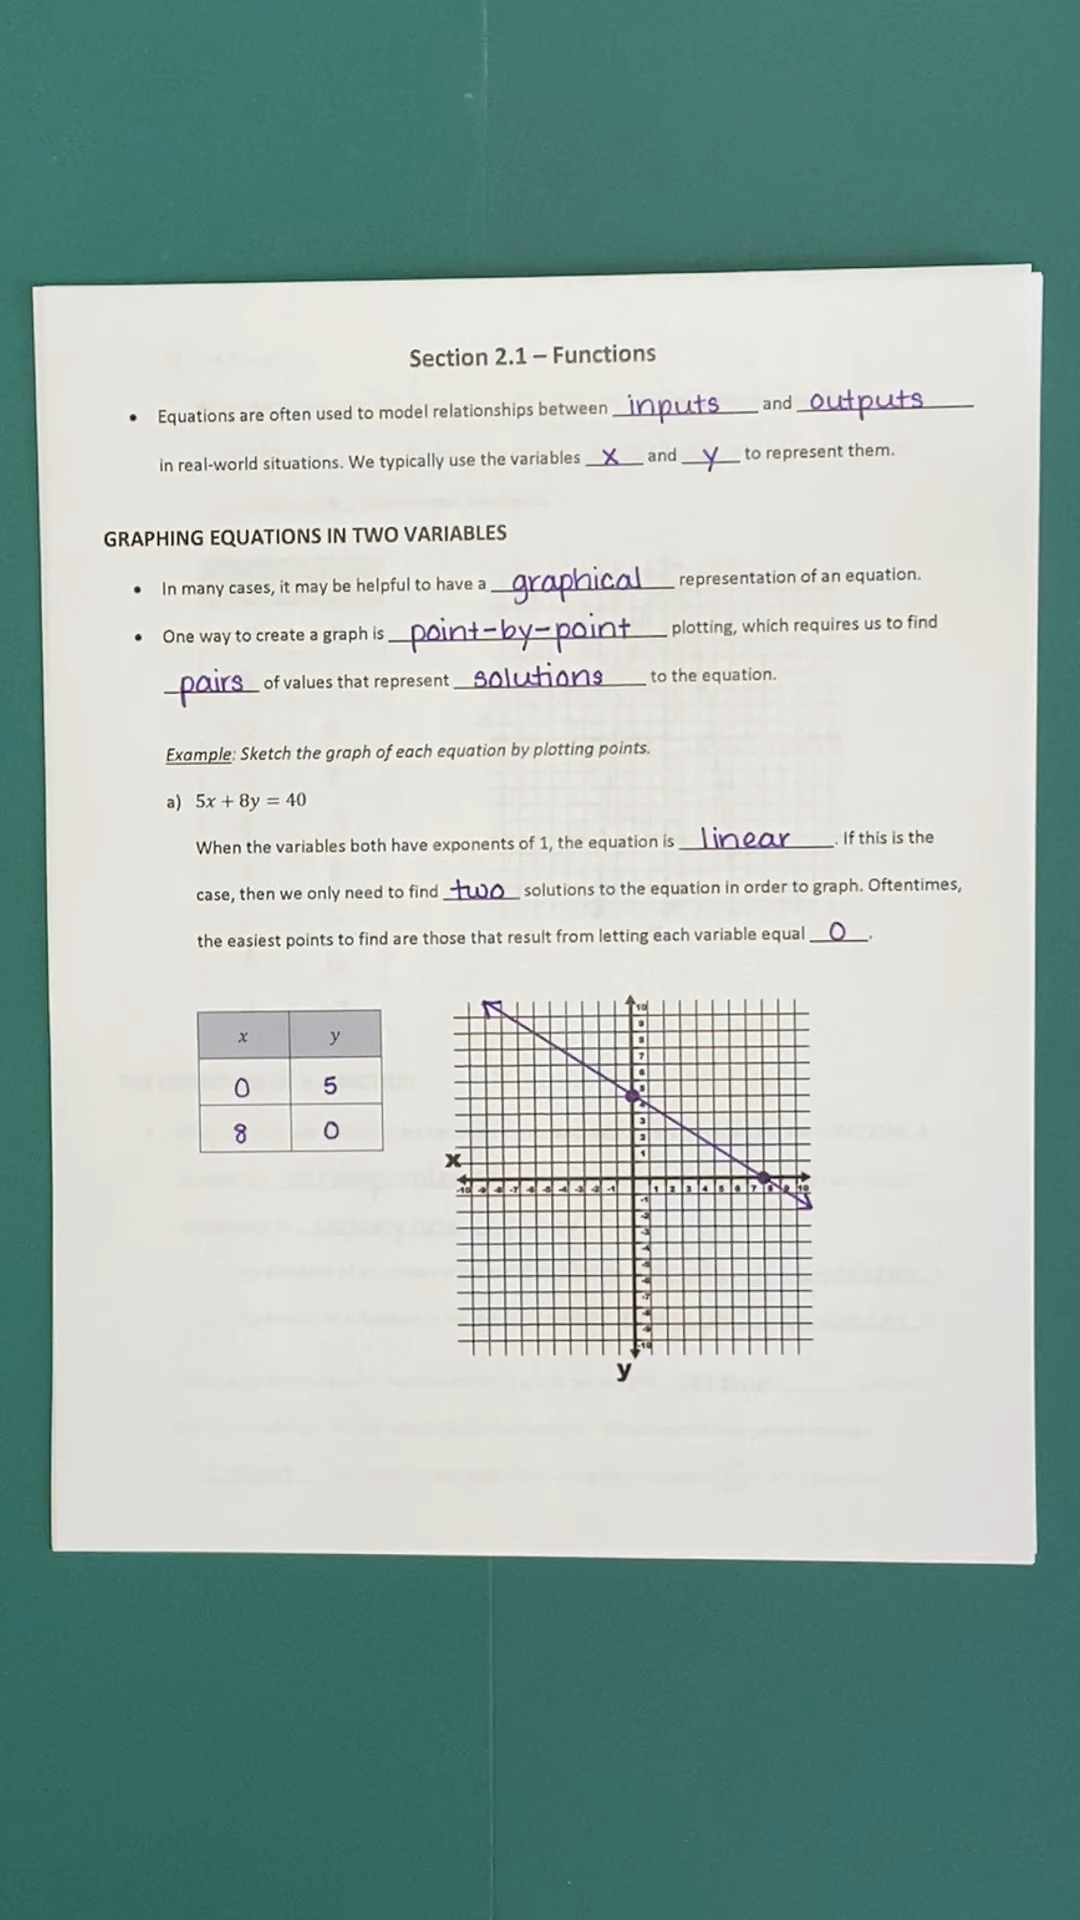 Section 2.1 – Functions
• Equations are often used to model relationships between inputs and outputs
in real-world situations. We typically use the variables x and y to represent them.
GRAPHING EQUATIONS IN TWO VARIABLES
• In many cases, it may be helpful to have a graphical representation of an equation.
• One way to create a graph is point-by-point plotting, which requires us to find
pairs of values that represent solutions to the equation.
Example: Sketch the graph of each equation by plotting points.
a) 5x + 8y = 40
When the variables both have exponents of 1, the equation is linear. If this is the
case, then we only need to find two solutions to the equation in order to graph. Oftentimes,
the easiest points to find are those that result from letting each variable equal 0.
x y
0 5
8 0
x
y